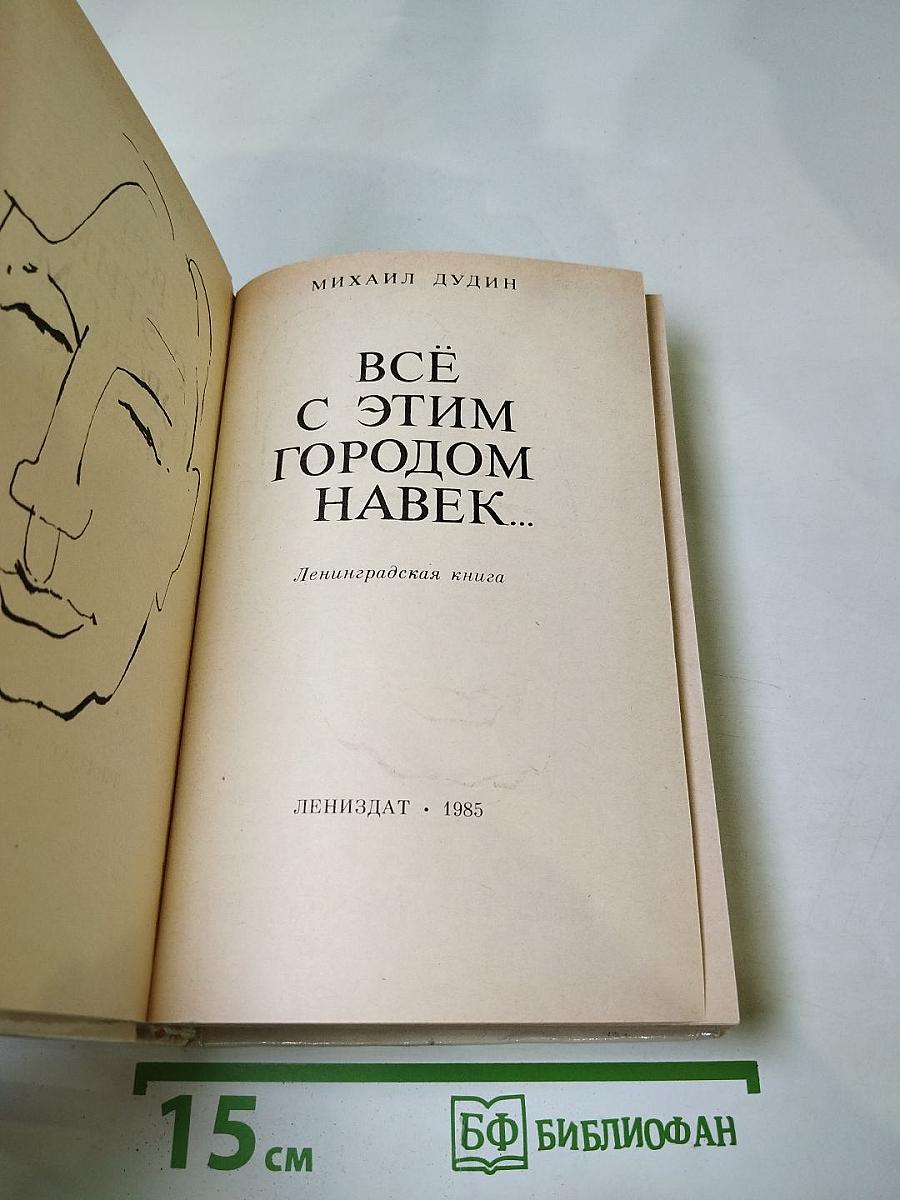 МИХАИЛ ДУДИН
ВСЁ
С ЭТИМ
ГОРОДОМ
НАВЕК...
Ленинградская книга
ЛЕНИЗДАТ • 1985
15 см
БФ БИБЛИОФАН